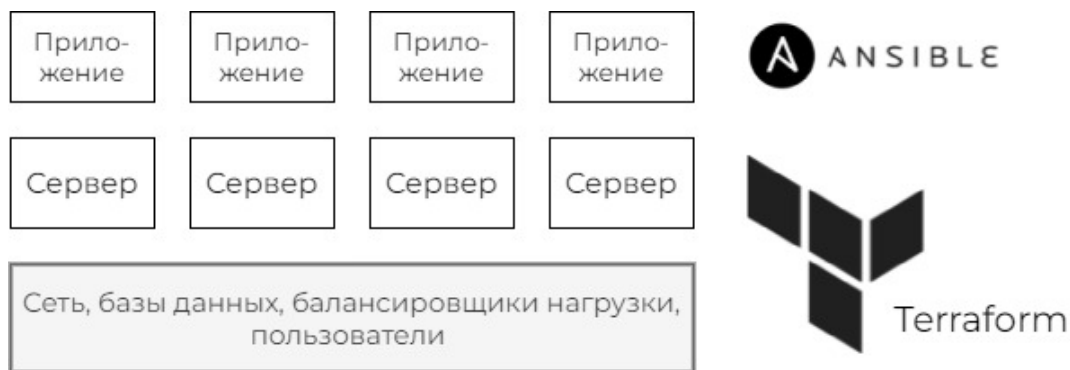 Прило-
жение
Прило-
жение
Прило-
жение
Прило-
жение
ANSIBLE
Сервер
Сервер
Сервер
Сервер
Сеть, базы данных, балансировщики нагрузки,
пользователи
Terraform